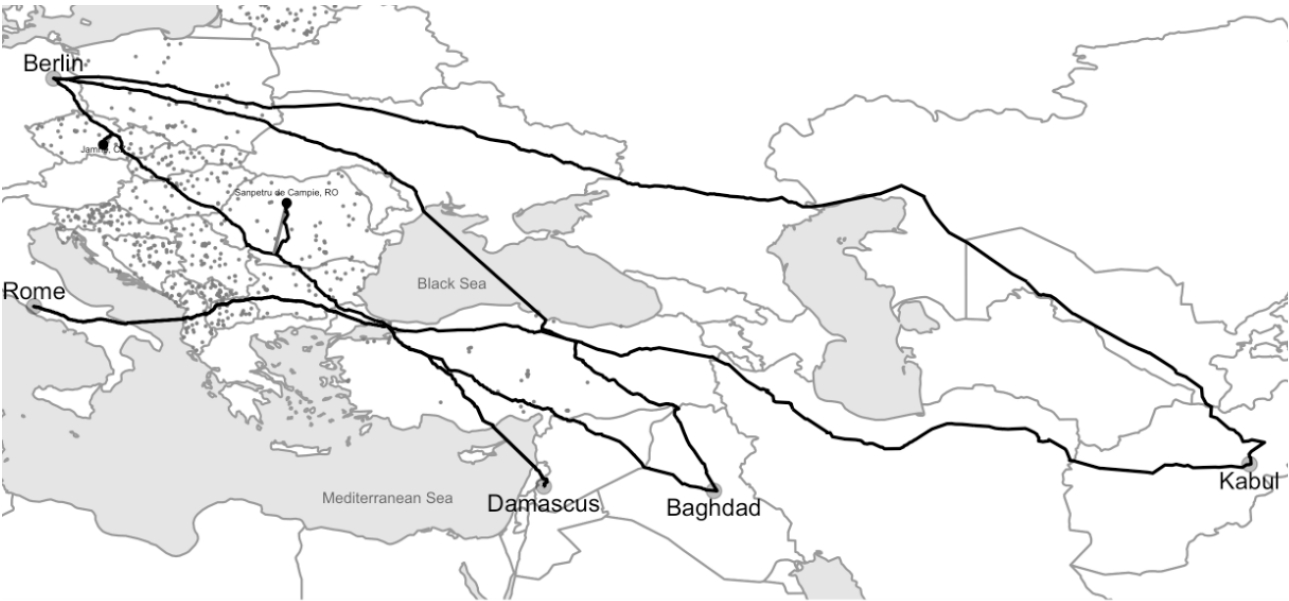 Berlin
Sanpetru de Campie, RO
Rome
Black Sea
Mediterranean Sea
Damascus
Baghdad
Kabul